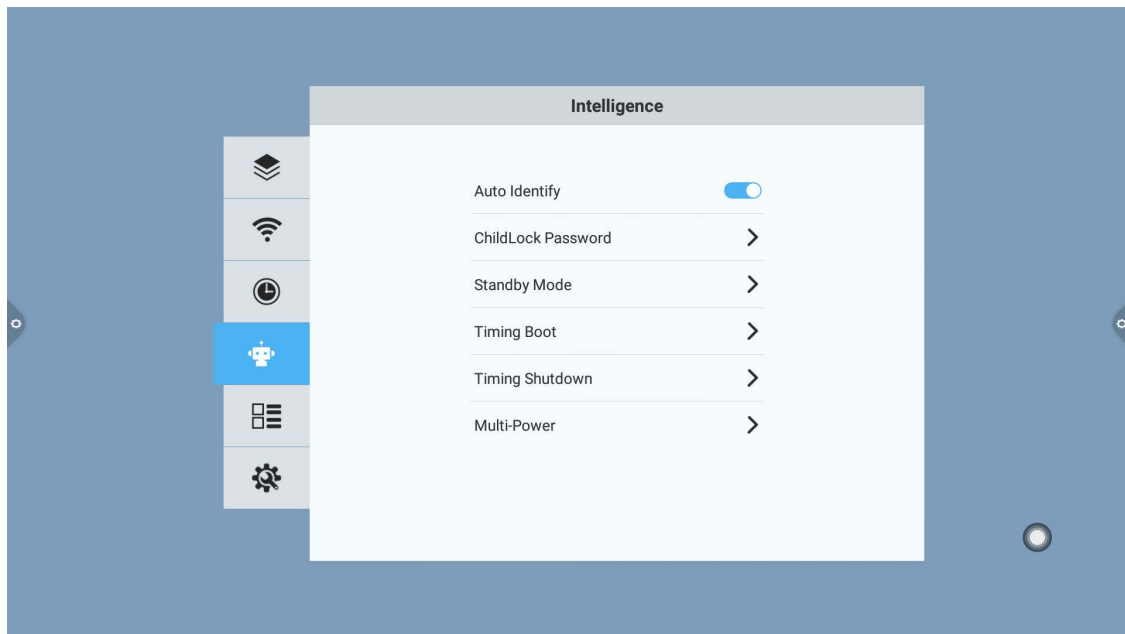 Intelligence
Auto Identify
ChildLock Password
Standby Mode
Timing Boot
Timing Shutdown
Multi-Power